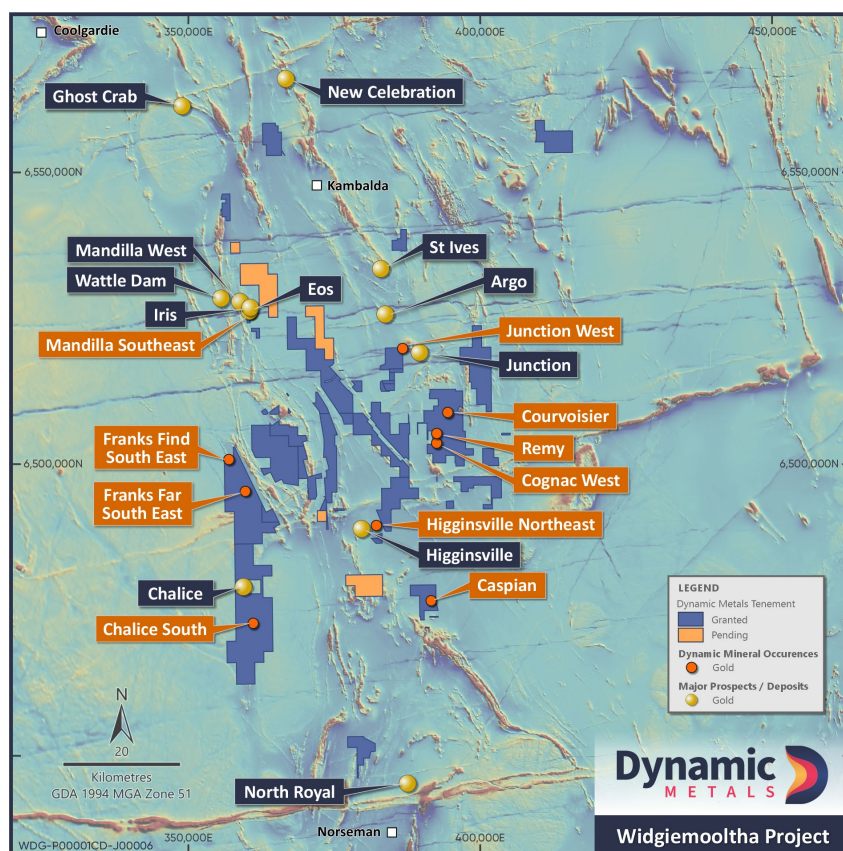 Coolgardie
350,000E
400,000E
450,000E
Ghost Crab
New Celebration
6,550,000N
6,550,000N
Kambalda
Mandilla West
St Ives
Wattle Dam
Eos
Argo
Iris
Junction West
Mandilla Southeast
Junction
Courvoisier
Franks Find
South East
Remy
6,500,000N
6,500,000N
Cognac West
Franks Far
South East
Higginsville Northeast
Higginsville
Chalice
Caspian
Chalice South
LEGEND
Dynamic Metals Tenement
Granted
Pending
Dynamic Mineral Occurences
Gold
Major Prospects / Deposits
Gold
N
20
Kilometres
GDA 1994 MGA Zone 51
Dynamic
METALS
North Royal
Norseman
Widgiemooltha Project
WDG-P00001CD-J00006
350,000E
400,000E